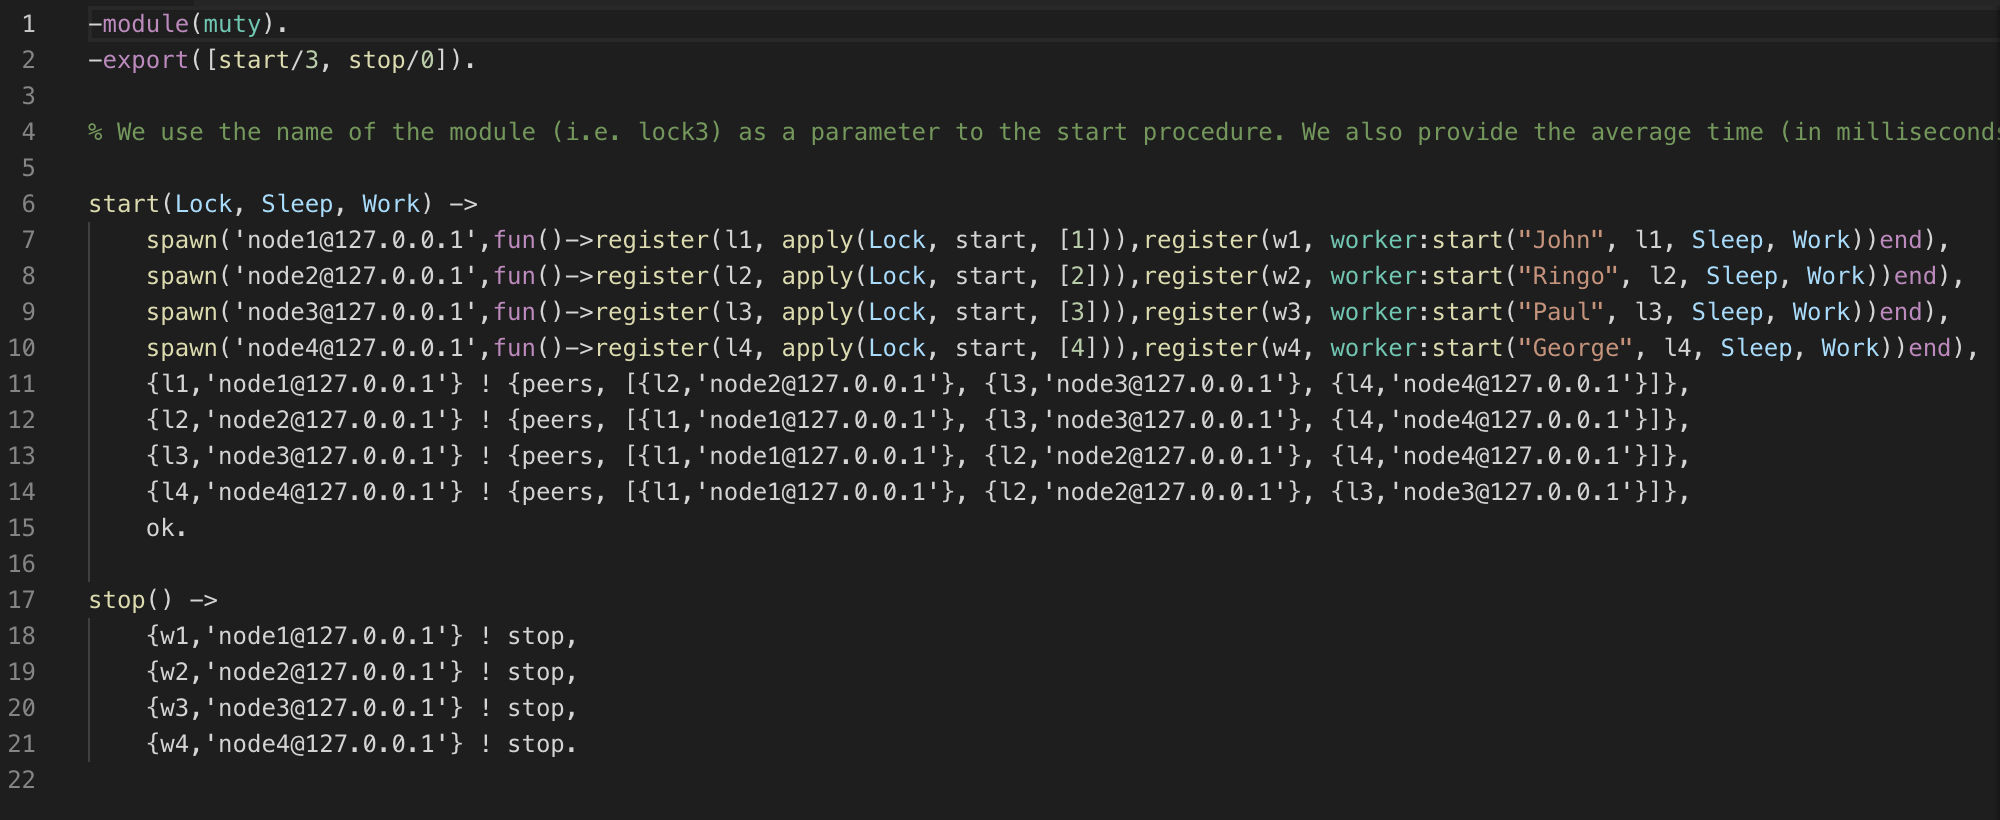 1 -module(muty).
2 -export([start/3, stop/0]).
3
4 % We use the name of the module (i.e. lock3) as a parameter to the start procedure. We also provide the average time (in milliseconds
5
6 start(Lock, Sleep, Work) ->
7 spawn('node1@127.0.0.1',fun()->register(l1, apply(Lock, start, [1])),register(w1, worker:start("John", l1, Sleep, Work))end),
8 spawn('node2@127.0.0.1',fun()->register(l2, apply(Lock, start, [2])),register(w2, worker:start("Ringo", l2, Sleep, Work))end),
9 spawn('node3@127.0.0.1',fun()->register(l3, apply(Lock, start, [3])),register(w3, worker:start("Paul", l3, Sleep, Work))end),
10 spawn('node4@127.0.0.1',fun()->register(l4, apply(Lock, start, [4])),register(w4, worker:start("George", l4, Sleep, Work))end),
11 {l1,'node1@127.0.0.1'} ! {peers, [{l2,'node2@127.0.0.1'}, {l3,'node3@127.0.0.1'}, {l4,'node4@127.0.0.1'}]},
12 {l2,'node2@127.0.0.1'} ! {peers, [{l1,'node1@127.0.0.1'}, {l3,'node3@127.0.0.1'}, {l4,'node4@127.0.0.1'}]},
13 {l3,'node3@127.0.0.1'} ! {peers, [{l1,'node1@127.0.0.1'}, {l2,'node2@127.0.0.1'}, {l4,'node4@127.0.0.1'}]},
14 {l4,'node4@127.0.0.1'} ! {peers, [{l1,'node1@127.0.0.1'}, {l2,'node2@127.0.0.1'}, {l3,'node3@127.0.0.1'}]},
15 ok.
16
17 stop() ->
18 {w1,'node1@127.0.0.1'} ! stop,
19 {w2,'node2@127.0.0.1'} ! stop,
20 {w3,'node3@127.0.0.1'} ! stop,
21 {w4,'node4@127.0.0.1'} ! stop.
22